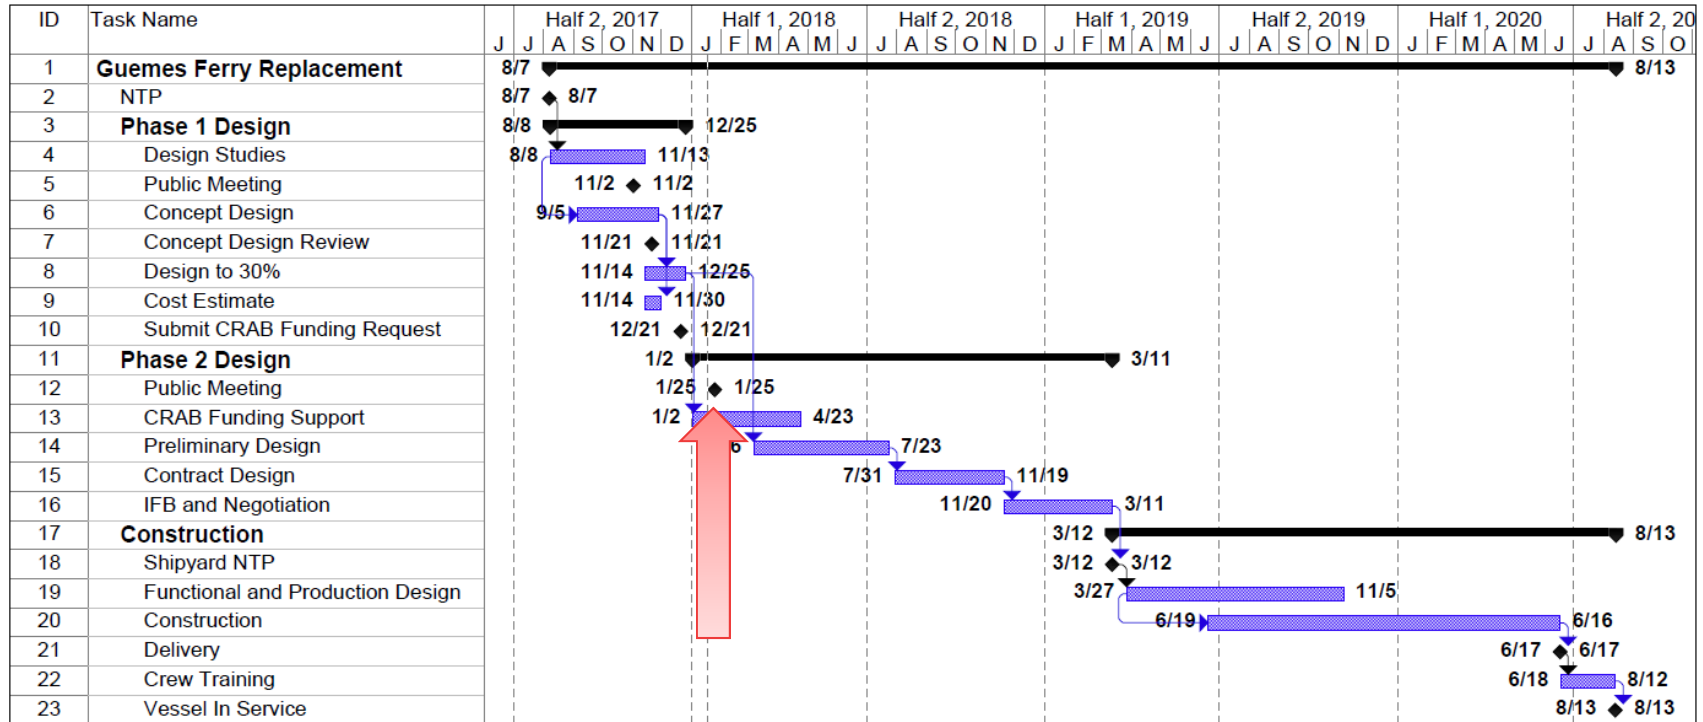 ID Task Name Half 2, 2017 Half 1, 2018 Half 2, 2018 Half 1, 2019 Half 2, 2019 Half 1, 2020 Half 2, 20
J J A S O N D J F M A M J J A S O N D J F M A M J J A S O N D J F M A M J J A S O
1 Guemes Ferry Replacement 8/7 8/13
2 NTP 8/7 8/7
3 Phase 1 Design 8/8 12/25
4 Design Studies 8/8 11/13
5 Public Meeting 11/2 11/2
6 Concept Design 9/5 11/27
7 Concept Design Review 11/21 11/21
8 Design to 30% 11/14 12/25
9 Cost Estimate 11/14 11/30
10 Submit CRAB Funding Request 12/21 12/21
11 Phase 2 Design 1/2 3/11
12 Public Meeting 1/25 1/25
13 CRAB Funding Support 1/2 4/23
14 Preliminary Design 6 7/23
15 Contract Design 7/31 11/19
16 IFB and Negotiation 11/20 3/11
17 Construction 3/12 8/13
18 Shipyard NTP 3/12 3/12
19 Functional and Production Design 3/27 11/5
20 Construction 6/19 6/16
21 Delivery 6/17 6/17
22 Crew Training 6/18 8/12
23 Vessel In Service 8/13 8/13